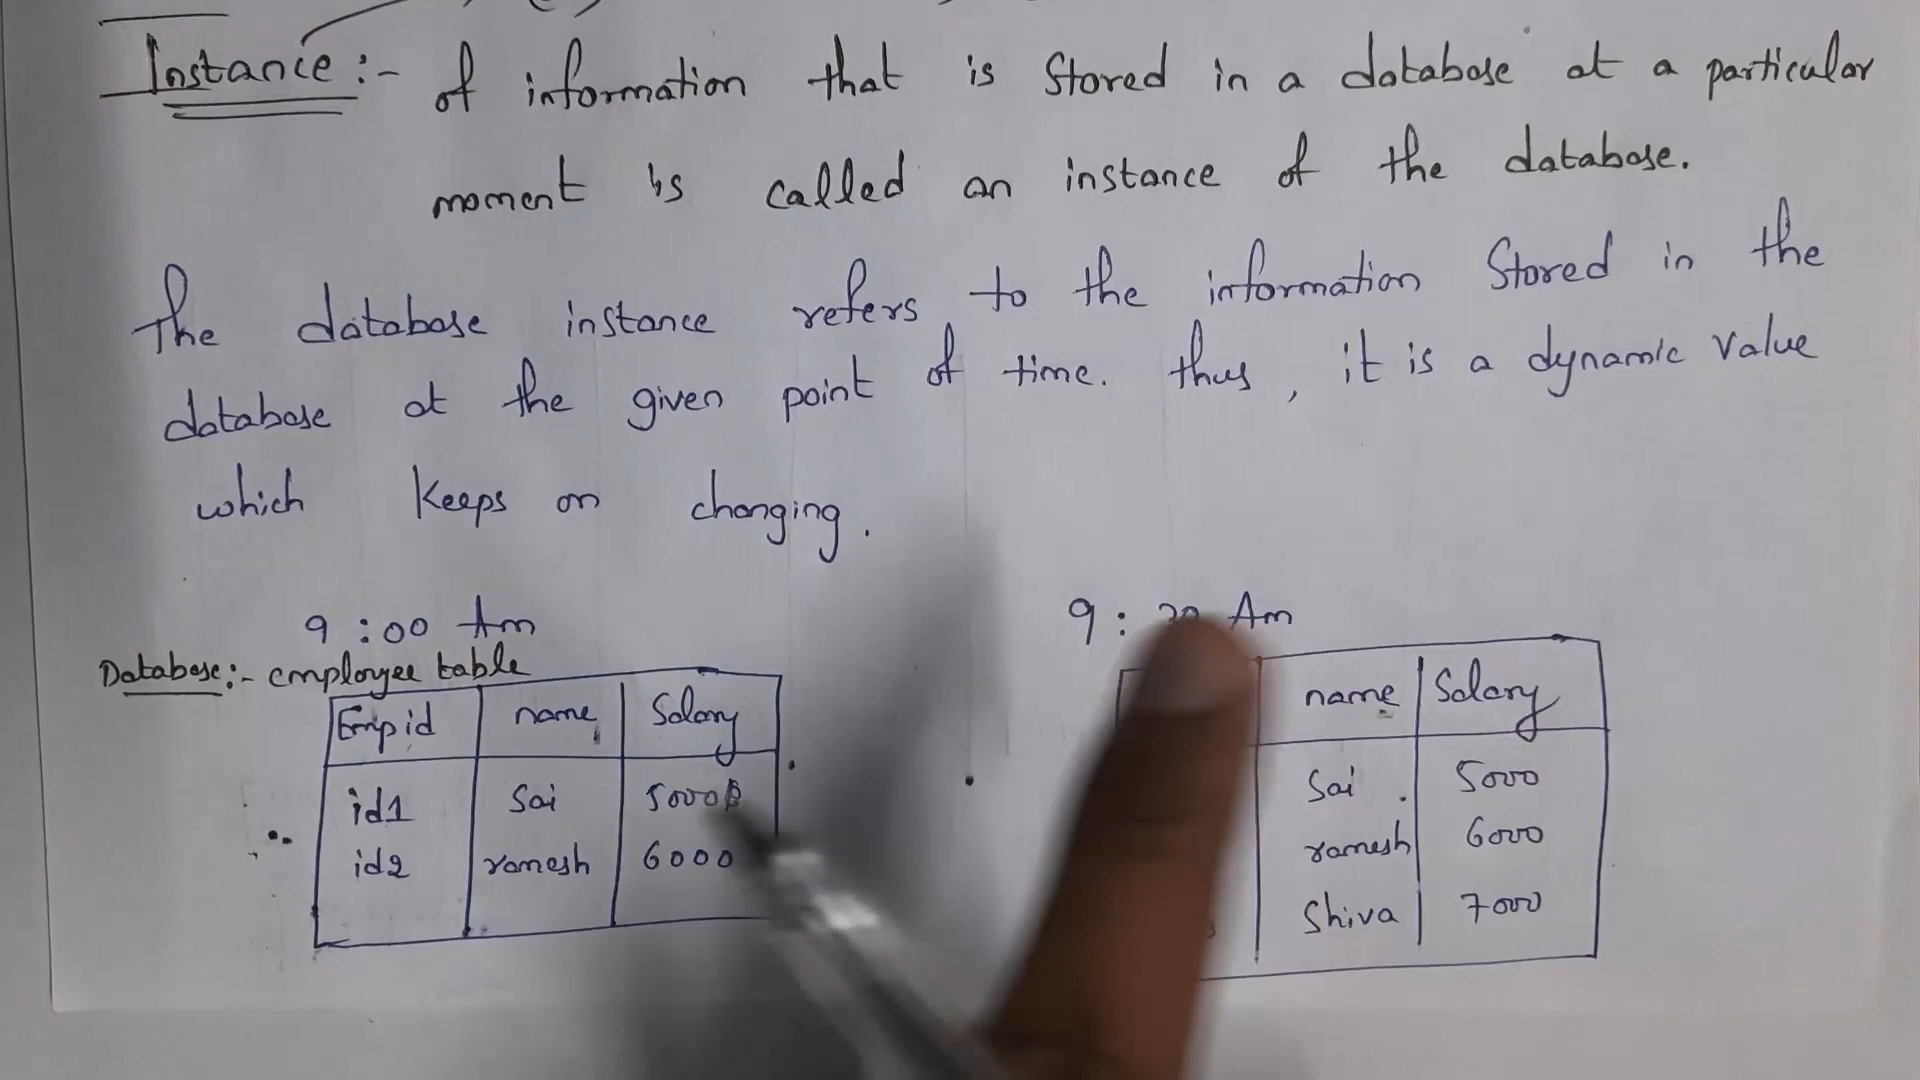 Instance:- of information that is Stored in a database at a particular
moment is called an instance of the database.
The database instance refers to the information Stored in the
database at the given point of time. thus, it is a dynamic value
which keeps on changing.
9:00 Am
Database:- employee table
Emp id name Salary
id1 Sai 5000
id2 ramesh 6000
9: Am
name Salary
Sai 5000
ramesh 6000
Shiva 7000